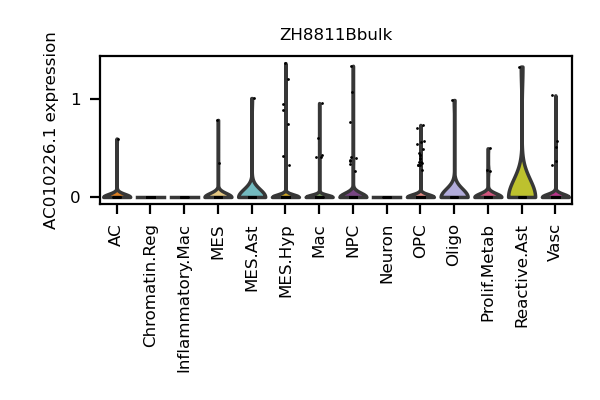 ZH8811Bbulk
AC010226.1 expression
1
0
AC
Chromatin.Reg
Inflammatory.Mac
MES
MES.Ast
MES.Hyp
Mac
NPC
Neuron
OPC
Oligo
Prolif.Metab
Reactive.Ast
Vasc